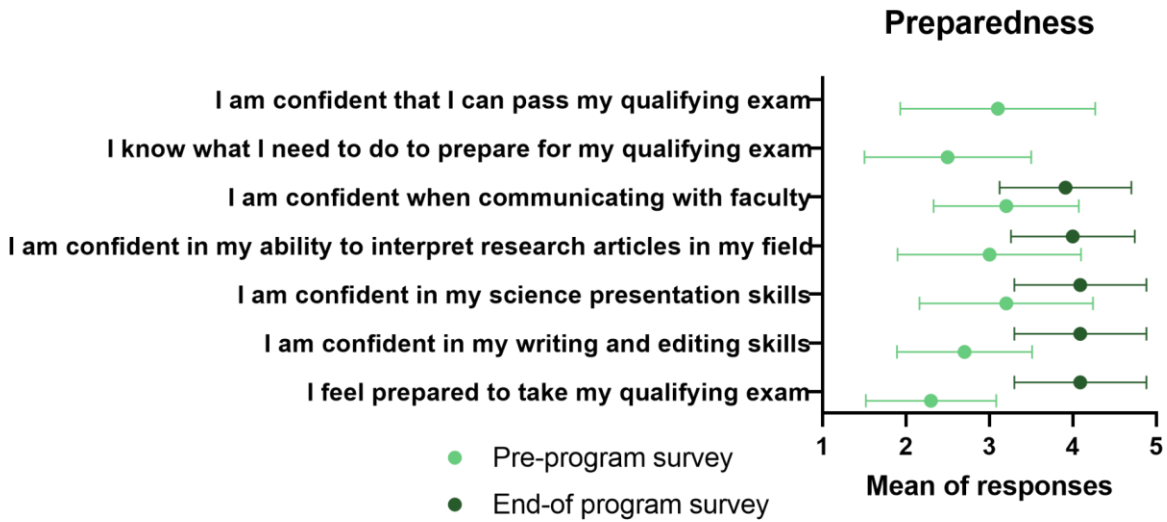 Preparedness
I am confident that I can pass my qualifying exam
I know what I need to do to prepare for my qualifying exam
I am confident when communicating with faculty
I am confident in my ability to interpret research articles in my field
I am confident in my science presentation skills
I am confident in my writing and editing skills
I feel prepared to take my qualifying exam
1 2 3 4 5
Mean of responses
Pre-program survey
End-of program survey